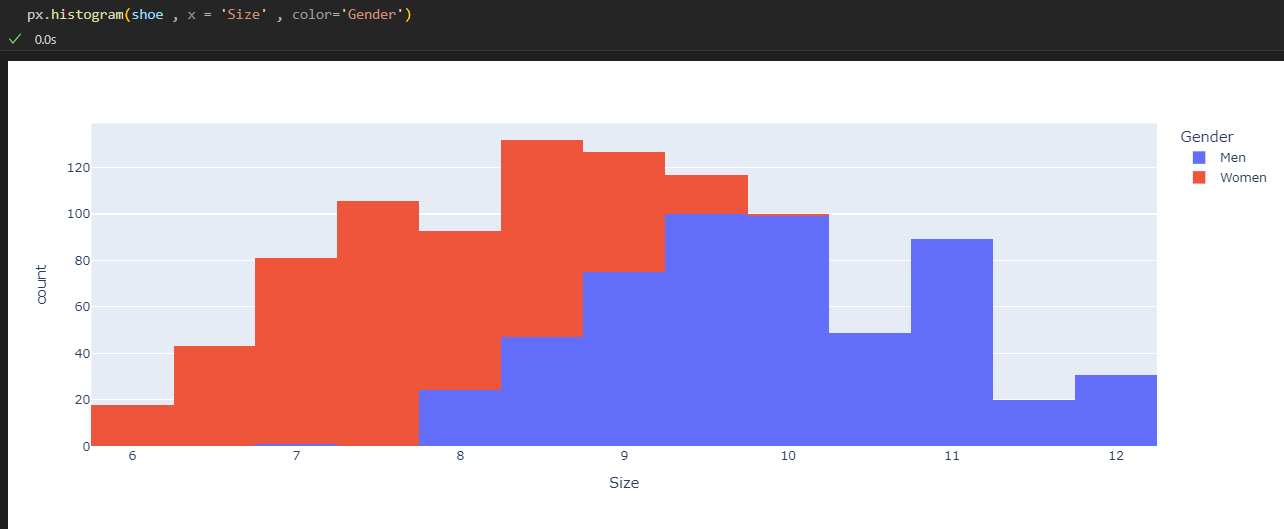 px.histogram(shoe , x = 'Size' , color='Gender')
0.0s
Gender
Men
Women
120
100
80
60
40
20
0
count
6 7 8 9 10 11 12
Size